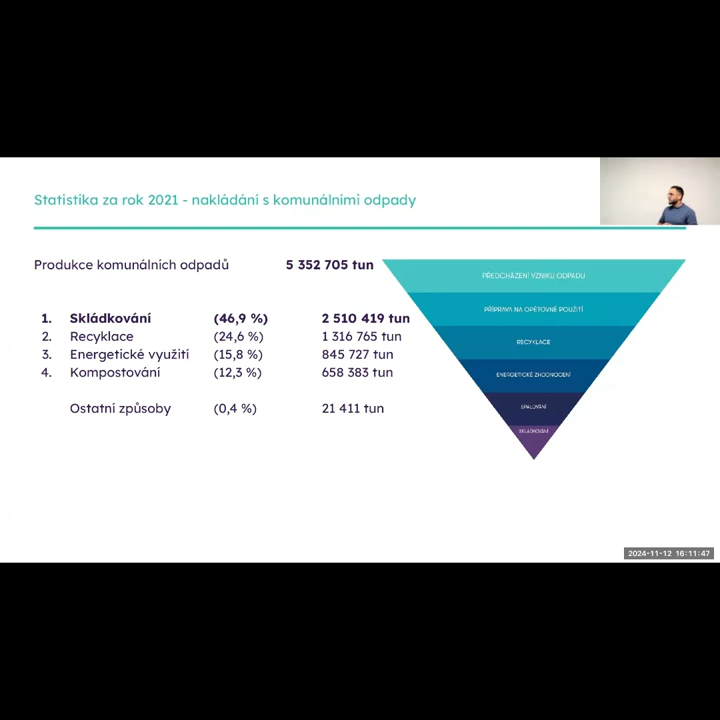 Statistika za rok 2021 - nakládání s komunálními odpady
Produkce komunálních odpadů 5 352 705 tun
1. Skládkování (46,9 %) 2 510 419 tun
2. Recyklace (24,6 %) 1 316 765 tun
3. Energetické využití (15,8 %) 845 727 tun
4. Kompostování (12,3 %) 658 383 tun
Ostatní způsoby (0,4 %) 21 411 tun
PŘEDCHÁZENÍ VZNIKU ODPADU
PŘÍPRAVA NA OPĚTOVNÉ POUŽITÍ
RECYKLACE
ENERGETICKÉ ZHODNOCENÍ
SPALOVÁNÍ
SKLÁDKOVÁNÍ
2024-11-12 16:11:47